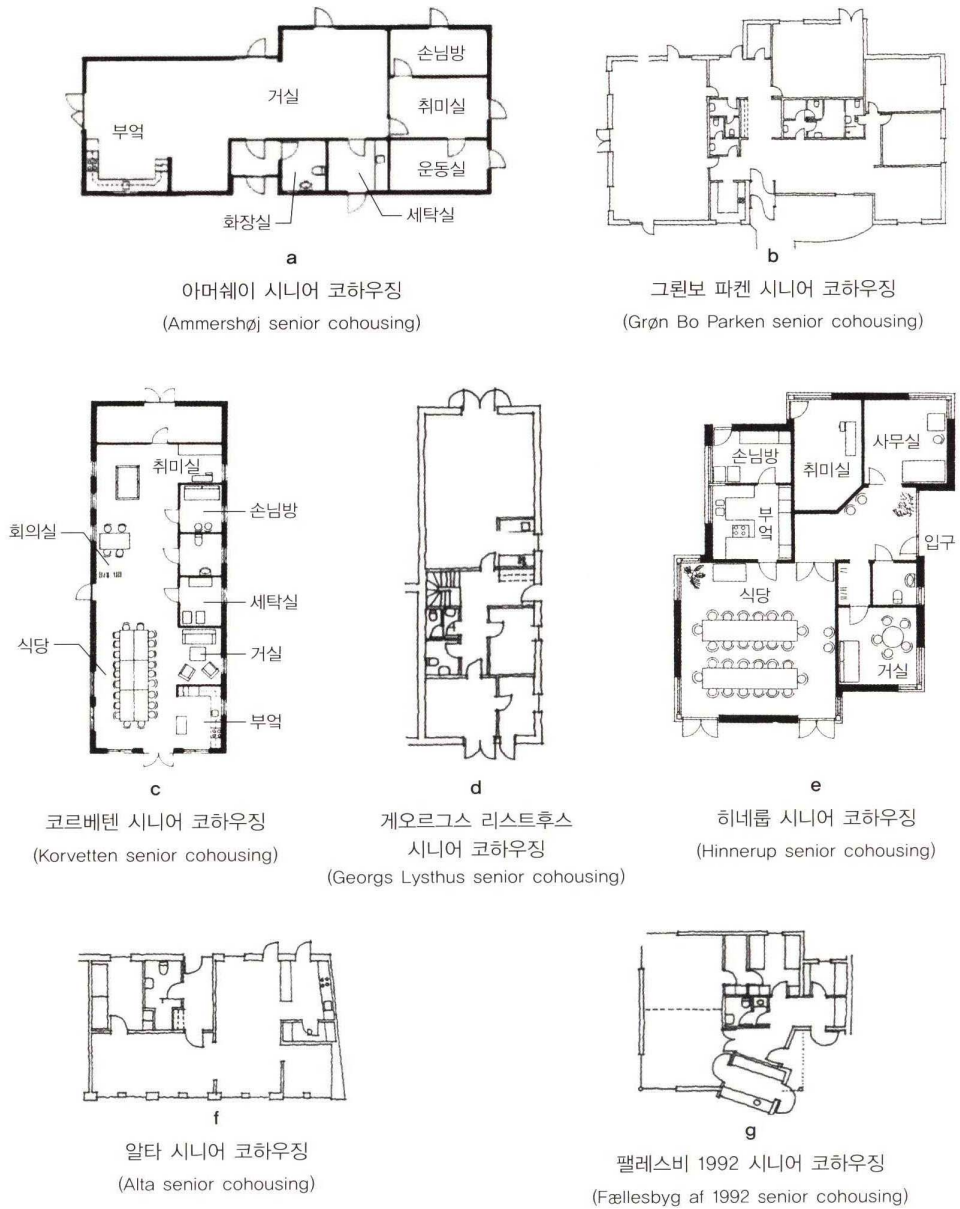 손님방
거실
취미실
부엌
운동실
화장실
세탁실
a
아머쉐이 시니어 코하우징
(Ammershøj senior cohousing)
b
그륀보 파켄 시니어 코하우징
(Grøn Bo Parken senior cohousing)
취미실
손님방
회의실
세탁실
식당
거실
부엌
c
코르베텐 시니어 코하우징
(Korvetten senior cohousing)
d
게오르그스 리스트후스
시니어 코하우징
(Georgs Lysthus senior cohousing)
사무실
손님방
취미실
부엌
입구
식당
거실
e
히네룹 시니어 코하우징
(Hinnerup senior cohousing)
f
알타 시니어 코하우징
(Alta senior cohousing)
g
팰레스비 1992 시니어 코하우징
(Fællesbyg af 1992 senior cohousing)